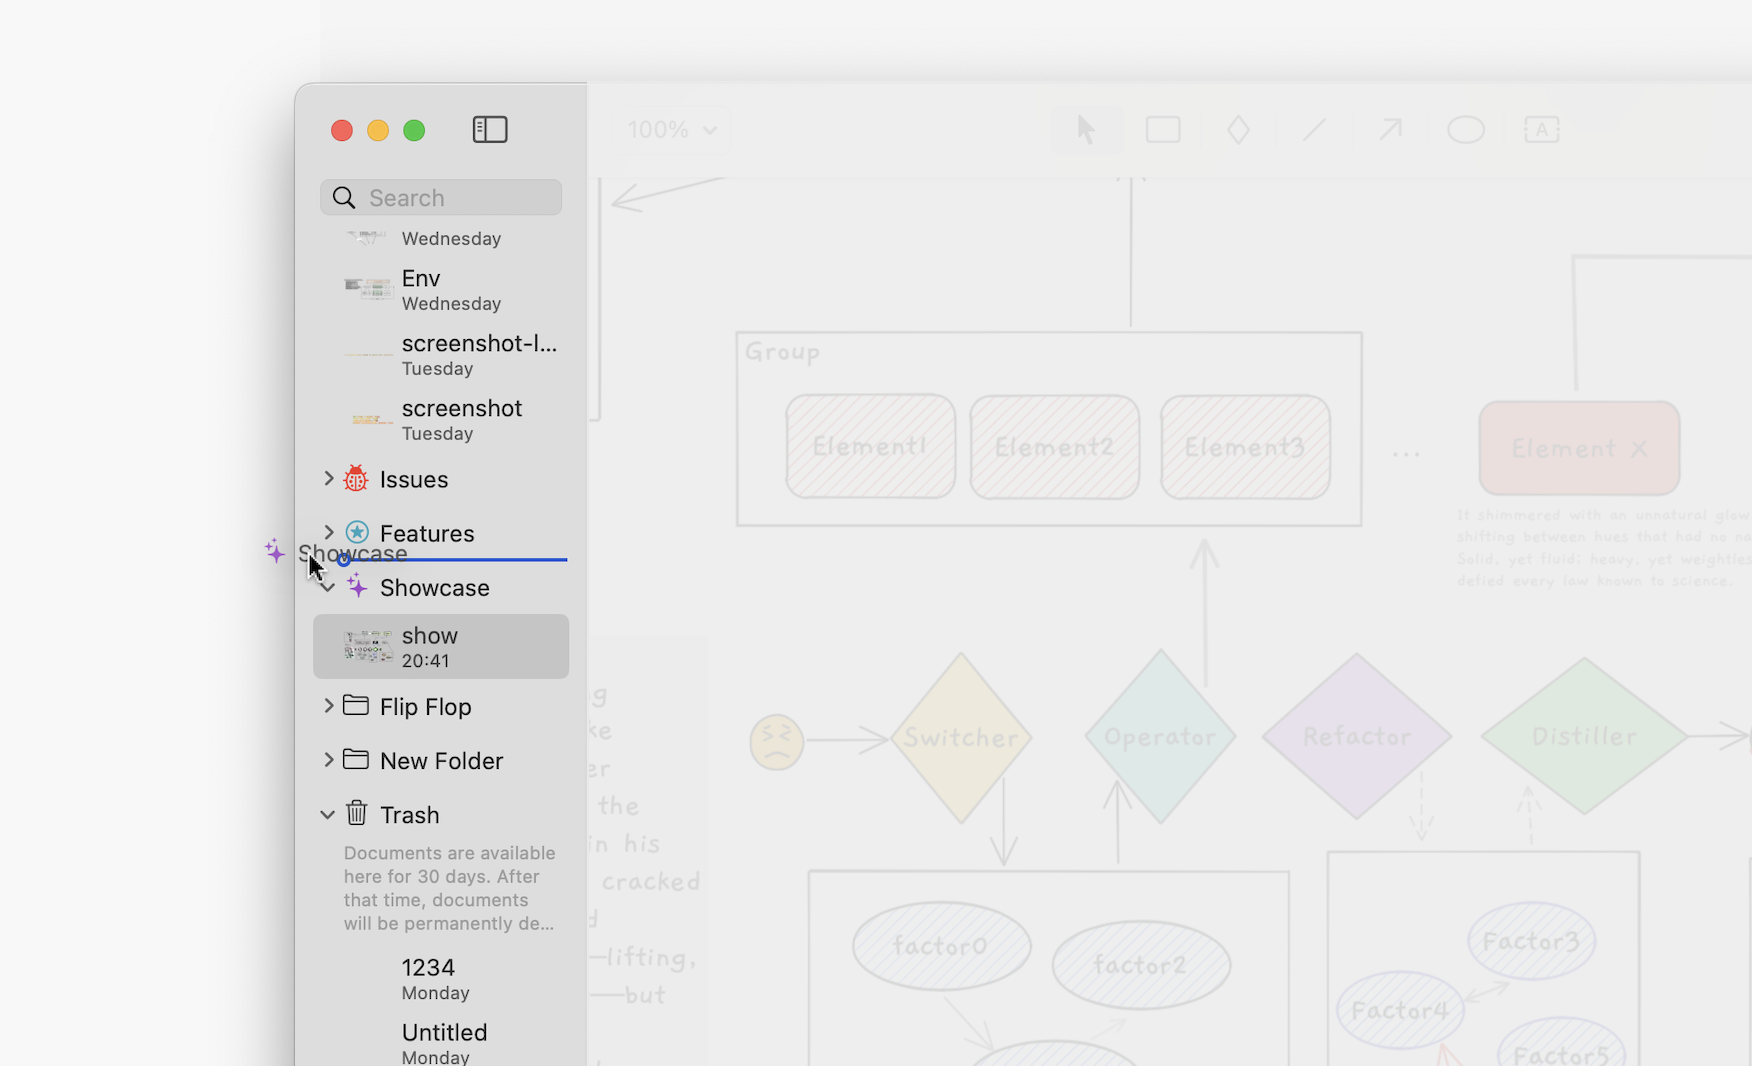 100%
A
Search
Wednesday
Env
Wednesday
screenshot-l...
Tuesday
screenshot
Tuesday
Issues
Features
Showcase
Showcase
show
20:41
Flip Flop
New Folder
Trash
Documents are available
here for 30 days. After
that time, documents
will be permanently de...
1234
Monday
Untitled
Monday
Group
Element1
Element2
Element3
...
Element X
It shimmered with an unnatural glow
shifting between hues that had no
Solid, yet fluid; heavy, yet weightles
defied every law known to science.
Switcher
Operator
Refactor
Distiller
the
in his
cracked
—lifting,
—but
factor0
factor2
Factor3
Factor4
Factor5